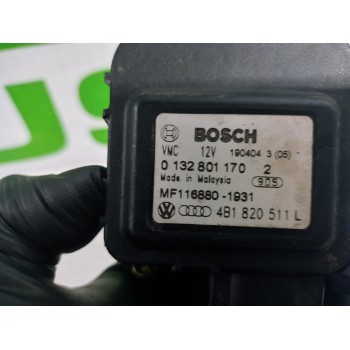 BOSCH
VMC 12V 190404 3 (05)
0 132 801 170 2
Made in Malaysia 905
MF116880-1931
4B1 820 511 L